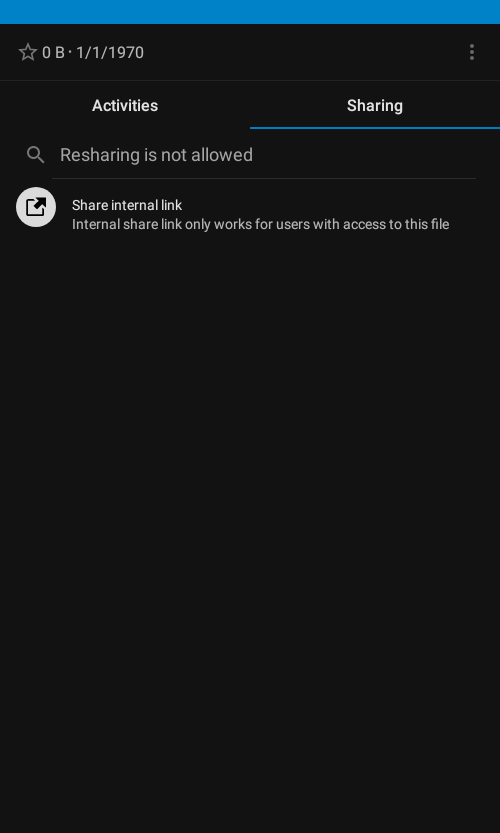 0 B · 1/1/1970
Activities
Sharing
Resharing is not allowed
Share internal link
Internal share link only works for users with access to this file